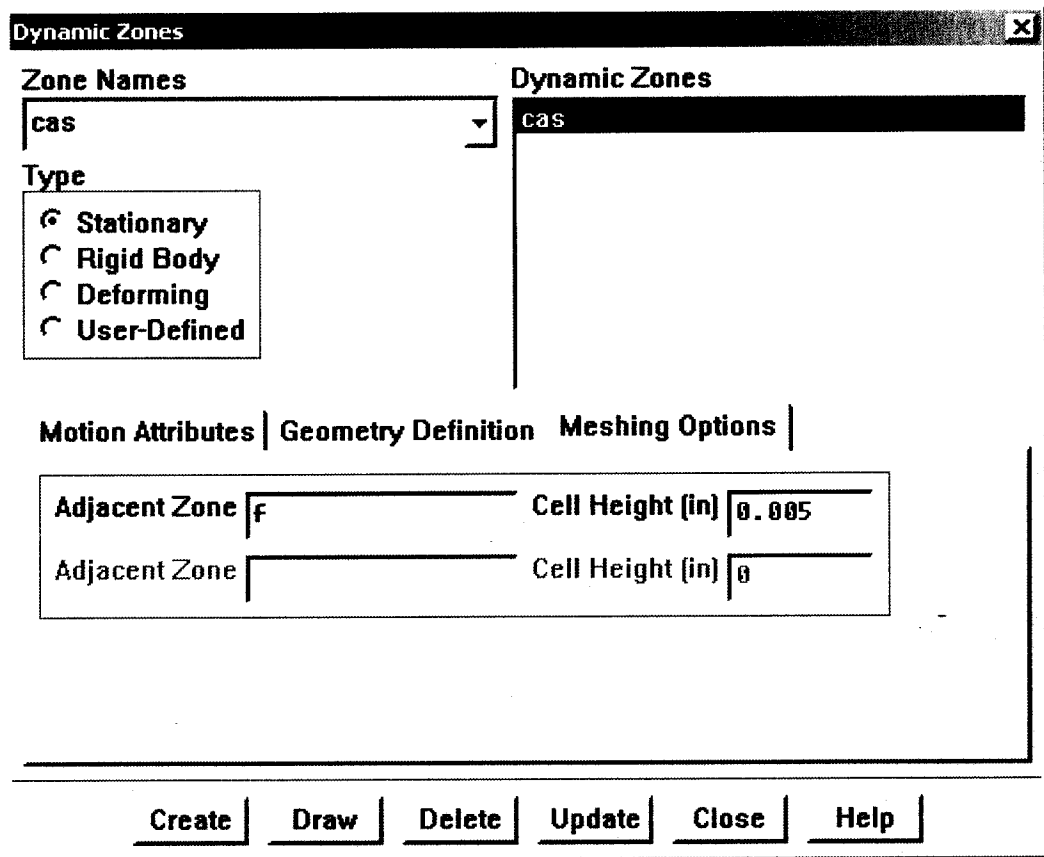 Dynamic Zones
Zone Names
cas
Type
Stationary
Rigid Body
Deforming
User-Defined
Dynamic Zones
cas
Motion Attributes Geometry Definition Meshing Options
Adjacent Zone f Cell Height (in) 0.005
Adjacent Zone Cell Height (in) 0
Create Draw Delete Update Close Help